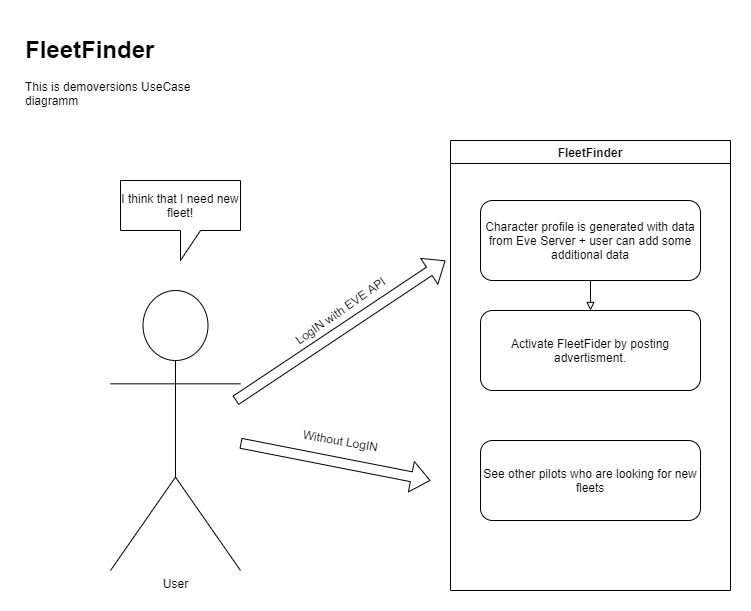 FleetFinder
This is demoversions UseCase
diagramm
FleetFinder
I think that I need new
fleet!
Character profile is generated with data
from Eve Server + user can add some
additional data
LogIN with EVE API
Activate FleetFider by posting
advertisment.
Without LogIN
See other pilots who are looking for new
fleets
User